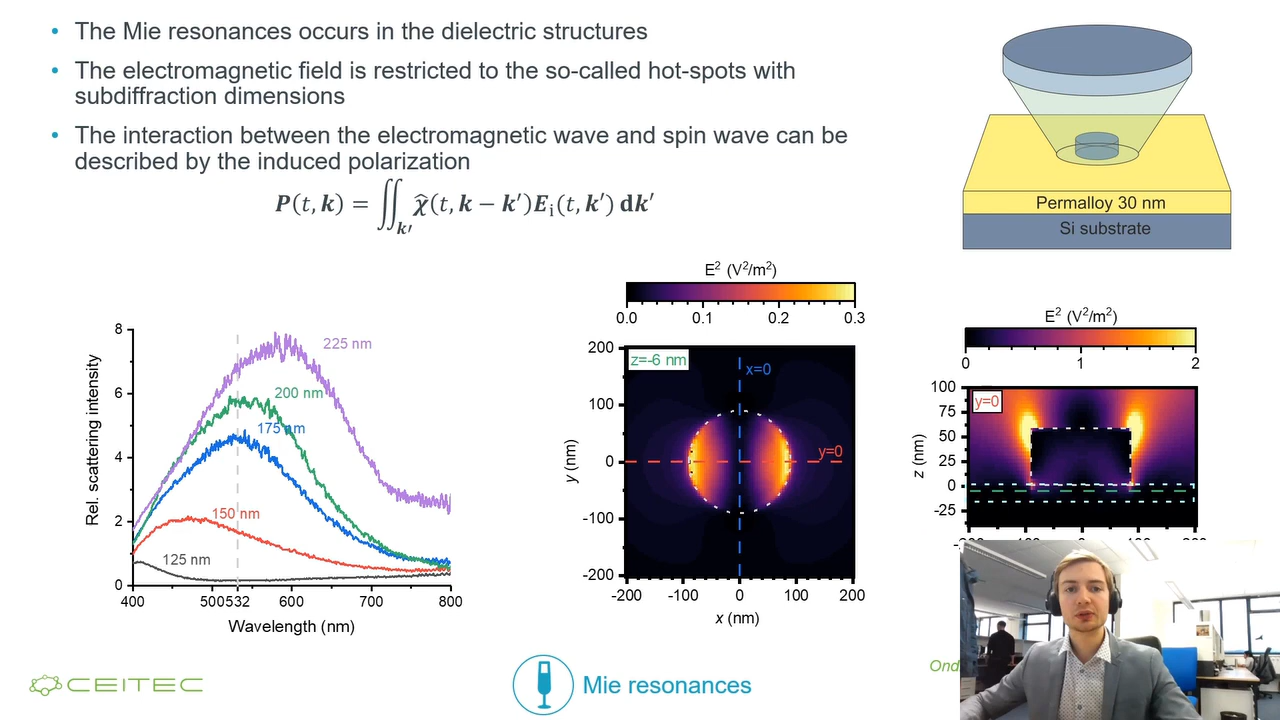 • The Mie resonances occurs in the dielectric structures
• The electromagnetic field is restricted to the so-called hot-spots with
subdiffraction dimensions
• The interaction between the electromagnetic wave and spin wave can be
described by the induced polarization
P(t, k) = ∬k′ χ̂(t, k − k′)Ei(t, k′) dk′
Permalloy 30 nm
Si substrate
Rel. scattering intensity
8
6
4
2
0
225 nm
200 nm
175 nm
150 nm
125 nm
400 500 532 600 700 800
Wavelength (nm)
E² (V²/m²)
0.0 0.1 0.2 0.3
z=-6 nm
x=0
y=0
y (nm)
200
100
0
-100
-200
-200 -100 0 100 200
x (nm)
E² (V²/m²)
0 1 2
y=0
z (nm)
100
75
50
25
0
-25
CEITEC
Mie resonances
Ond